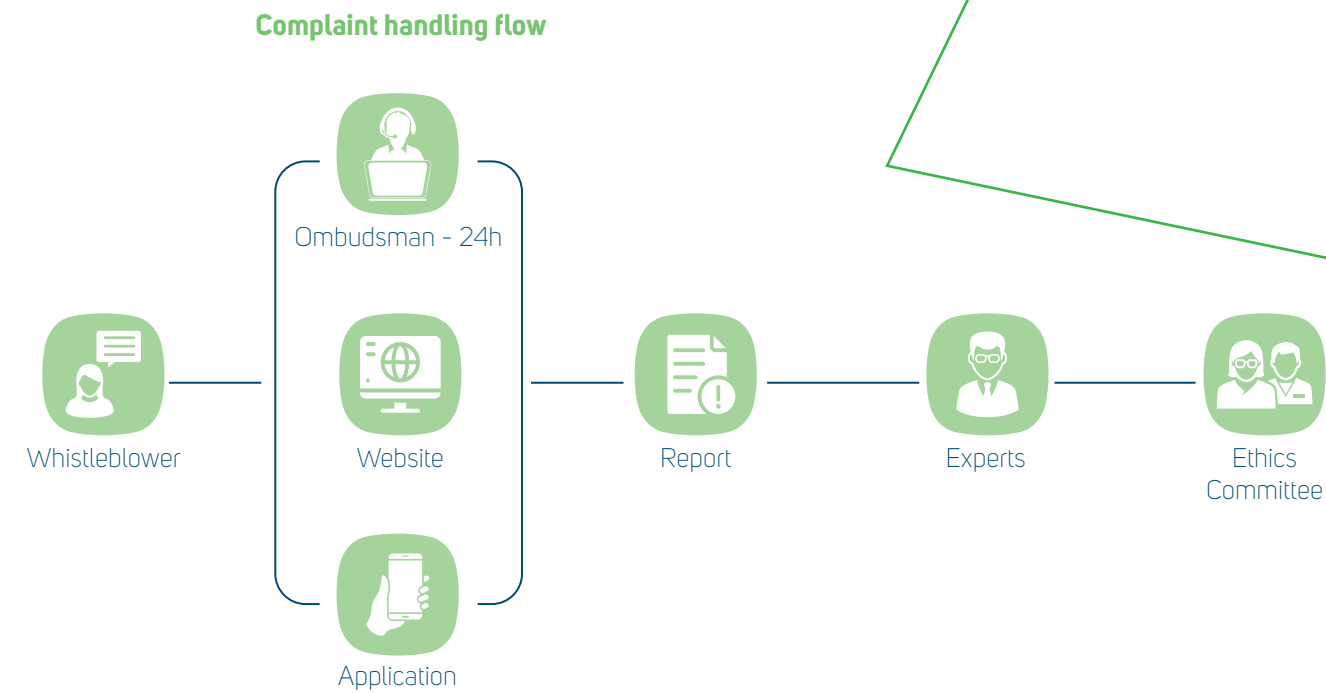 Complaint handling flow
Ombudsman - 24h
Whistleblower
Website
Report
Experts
Ethics
Committee
Application